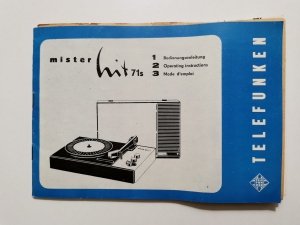 mister hit 71s
1 Bedienungsanleitung
2 Operating instructions
3 Mode d'emploi
TELEFUNKEN